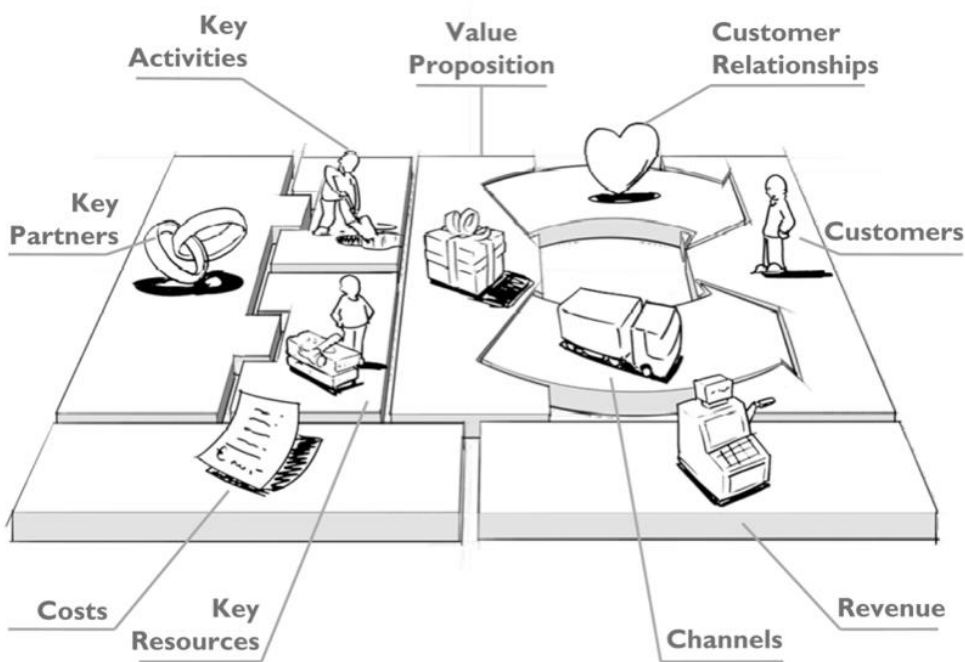 Key
Activities
Value
Proposition
Customer
Relationships
Key
Partners
Customers
Costs
Key
Resources
Channels
Revenue